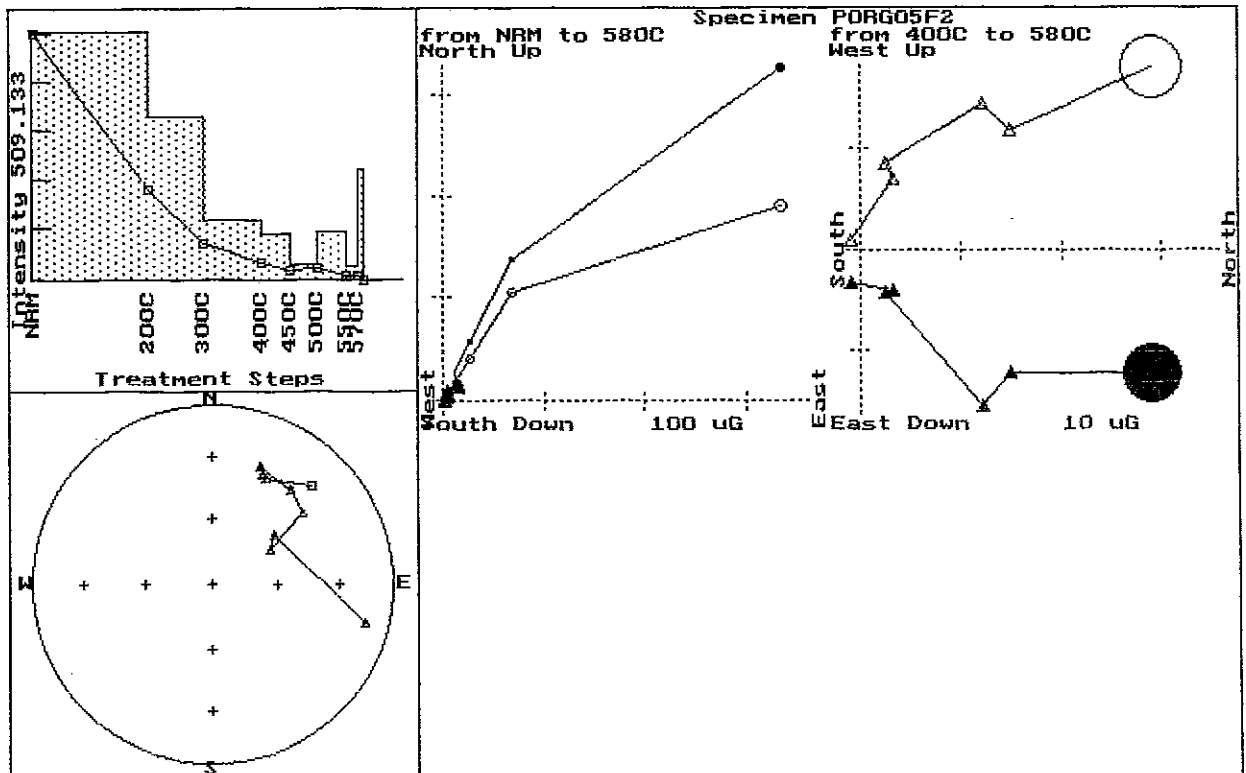 Specimen PORG05F2
from NRM to 580C
North Up
from 400C to 580C
West Up
Intensity 509.133
NRM
200C
300C
400C
450C
500C
550C
570C
Treatment Steps
West
East
South Down
100 uG
South
North
East Down
10 uG
N
W
E
S